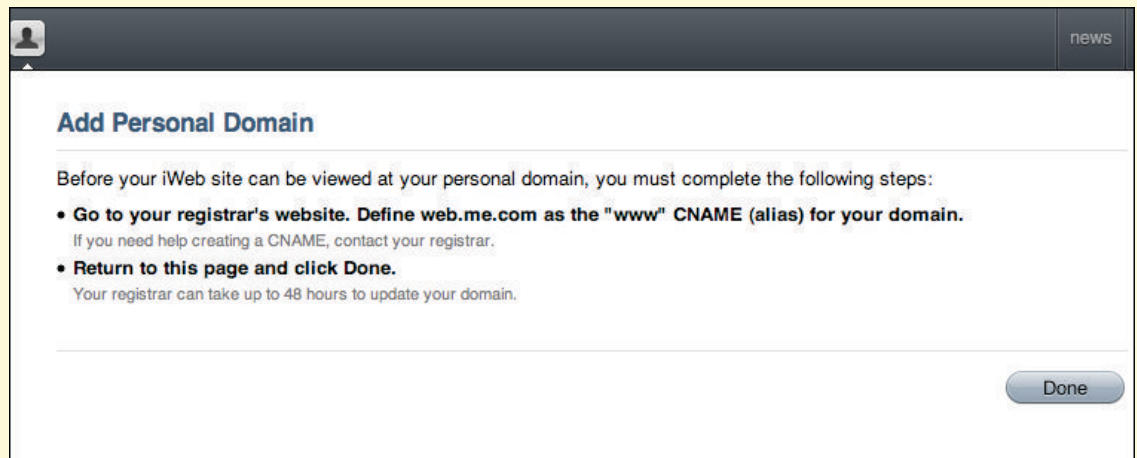 news
Add Personal Domain
Before your iWeb site can be viewed at your personal domain, you must complete the following steps:
• Go to your registrar's website. Define web.me.com as the "www" CNAME (alias) for your domain.
If you need help creating a CNAME, contact your registrar.
• Return to this page and click Done.
Your registrar can take up to 48 hours to update your domain.
Done